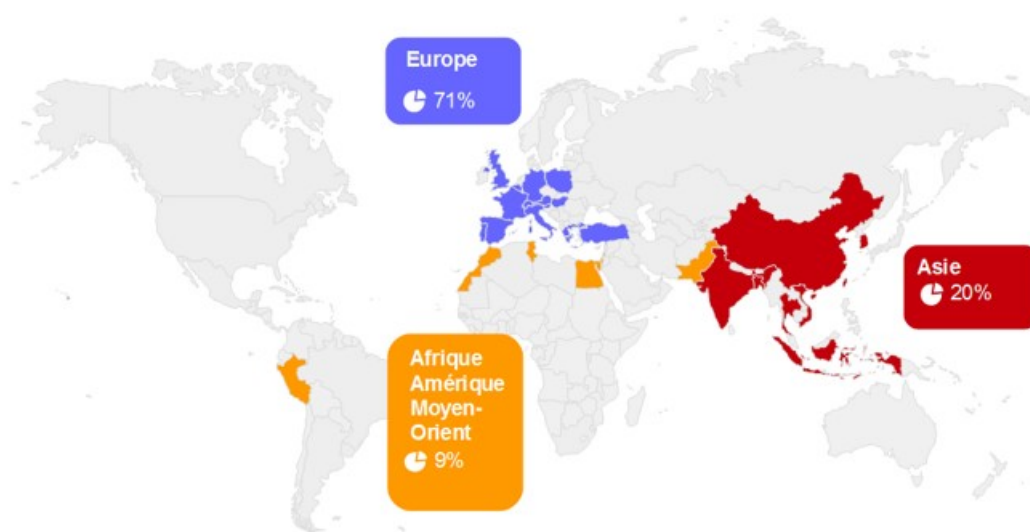 Europe
71%
Asie
20%
Afrique
Amérique
Moyen-
Orient
9%